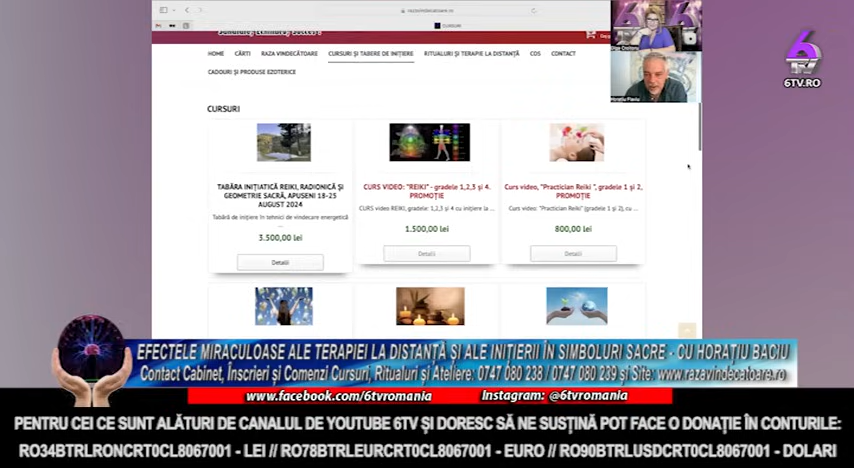 razavindecatoare.ro
CURSURI
HOME CĂRTI RAZA VINDECĂTOARE CURSURI ȘI TABERE DE INIȚIERE RITUALURI ȘI TERAPIE LA DISTANȚĂ COS CONTACT
CADOURI ȘI PRODUSE EZOTERICE
6TV.RO
CURSURI
TABĂRA INIȚIATICĂ REIKI, RADIONICĂ ȘI
GEOMETRIE SACRĂ, APUSENI 18-25
AUGUST 2024
Tabără de inițiere în tehnici de vindecare energetică
...
3.500,00 lei
Detalii
CURS VIDEO: "REIKI" - gradele 1,2,3 și 4.
PROMOȚIE
CURS video REIKI, gradele: 1,2,3 și 4 cu inițiere la ...
1.500,00 lei
Detalii
Curs video, "Practician Reiki ", gradele 1 și 2,
PROMOȚIE
Curs video: "Practician Reiki" (gradele 1 și 2), cu ...
800,00 lei
Detalii
EFECTELE MIRACULOASE ALE TERAPIEI LA DISTANȚĂ ȘI ALE INIȚIERII ÎN SIMBOLURI SACRE - CU HORAȚIU BACIU
Contact Cabinet, Înscrieri și Comenzi Cursuri, Ritualuri și Ateliere: 0747 080 238 / 0747 080 239 și Site: www.razavindecatoare.ro
www.facebook.com/6tvromania Instagram: @6tvromania
PENTRU CEI CE SUNT ALĂTURI DE CANALUL DE YOUTUBE 6TV ȘI DORESC SĂ NE SUSȚINĂ POT FACE O DONAȚIE ÎN CONTURILE:
RO34BTRLRONCRT0CL8067001 - LEI // RO78BTRLEURCRT0CL8067001 - EURO // RO90BTRLUSDCRT0CL8067001 - DOLARI